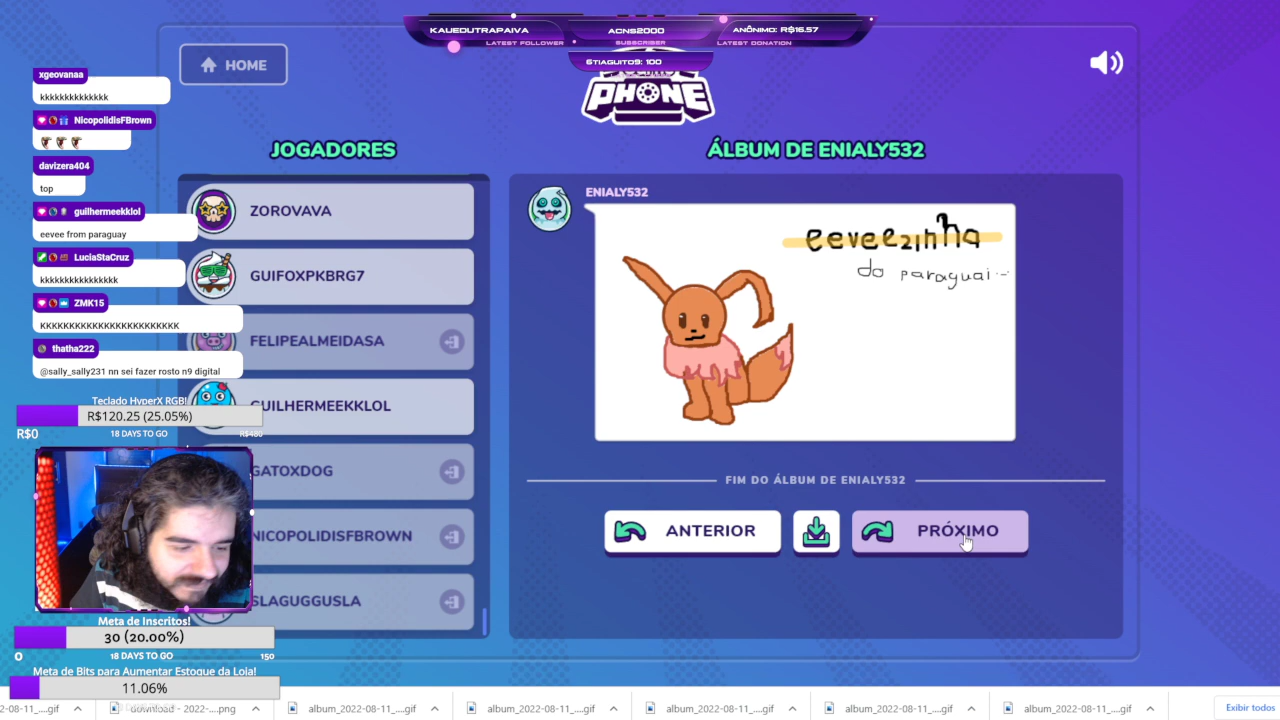 KAUEDUTRAPAIVA
LATEST FOLLOWER
ACNS2000
SUBSCRIBER
ANÔNIMO: R$16.57
LATEST DONATION
6TIAGUITO9: 100
HOME
PHONE
xgeovanaa
kkkkkkkkkkkkkk
NicopolidisFBrown
davizera404
top
guilhermeekklol
eevee from paraguay
LuciaStaCruz
kkkkkkkkkkkkkkkk
ZMK15
KKKKKKKKKKKKKKKKKKKKKKKK
thatha222
@sally_sally231 nn sei fazer rosto n9 digital
Teclado HyperX RGB!
R$120.25 (25.05%)
R$0
18 DAYS TO GO
R$480
JOGADORES
ZOROVAVA
GUIFOXPKBRG7
FELIPEALMEIDASA
GUILHERMEEKKLOL
GATOXDOG
NICOPOLIDISFBROWN
SLAGUGGUSLA
ÁLBUM DE ENIALY532
ENIALY532
eeveezinha
do paraguai...
FIM DO ÁLBUM DE ENIALY532
ANTERIOR
PRÓXIMO
Meta de Inscritos!
30 (20.00%)
0
18 DAYS TO GO
150
Meta de Bits para Aumentar Estoque da Loja!
11.06%
2-08-11_....gif
download - 2022-....png
album_2022-08-11_....gif
album_2022-08-11_....gif
album_2022-08-11_....gif
album_2022-08-11_....gif
album_2022-08-11_....gif
Exibir todos